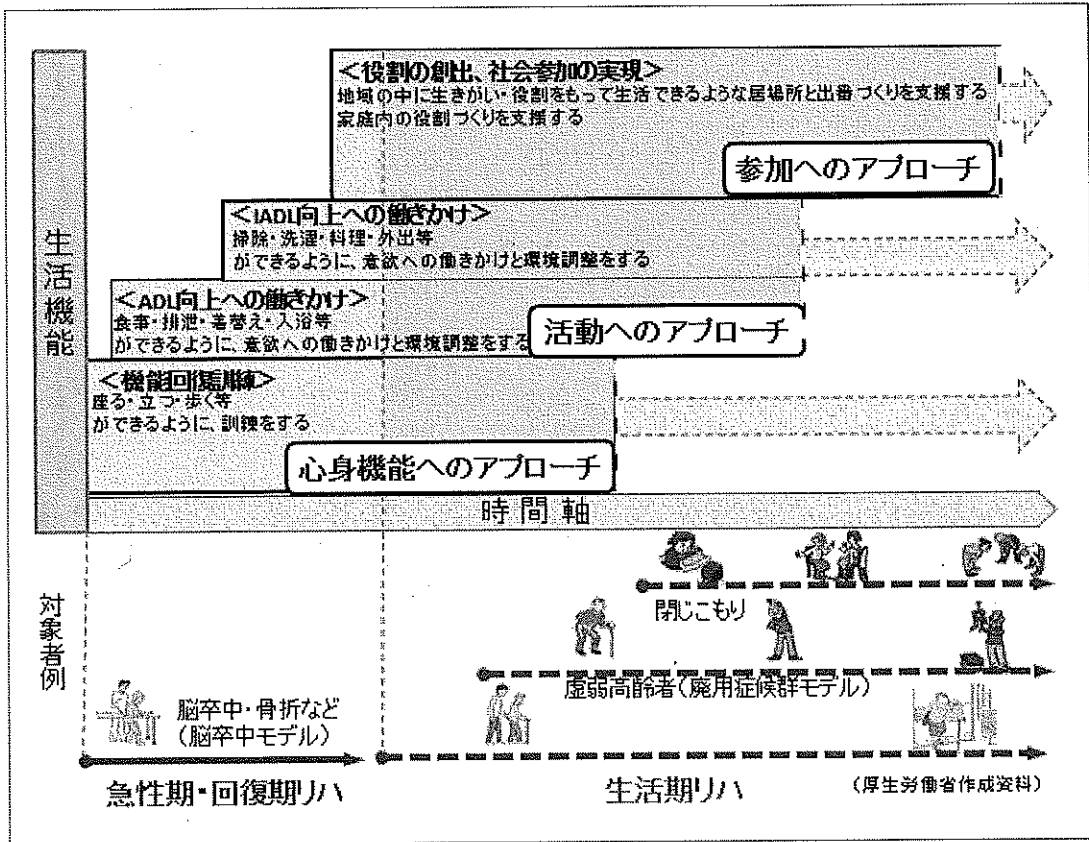 <役割の創出、社会参加の実現>
地域の中に生きがい・役割をもって生活できるような居場所と出番づくりを支援する
家庭内の役割づくりを支援する
参加へのアプローチ
<IADL向上への働きかけ>
掃除・洗濯・料理・外出等
ができるように、意欲への働きかけと環境調整をする
<ADL向上への働きかけ>
食事・排泄・着替え・入浴等
ができるように、意欲への働きかけと環境調整をする
活動へのアプローチ
<機能回復訓練>
座る・立つ・歩く等
ができるように、訓練をする
心身機能へのアプローチ
生活機能
時間軸
対象者例
閉じこもり
虚弱高齢者(廃用症候群モデル)
脳卒中・骨折など
(脳卒中モデル)
急性期・回復期リハ
生活期リハ
(厚生労働省作成資料)